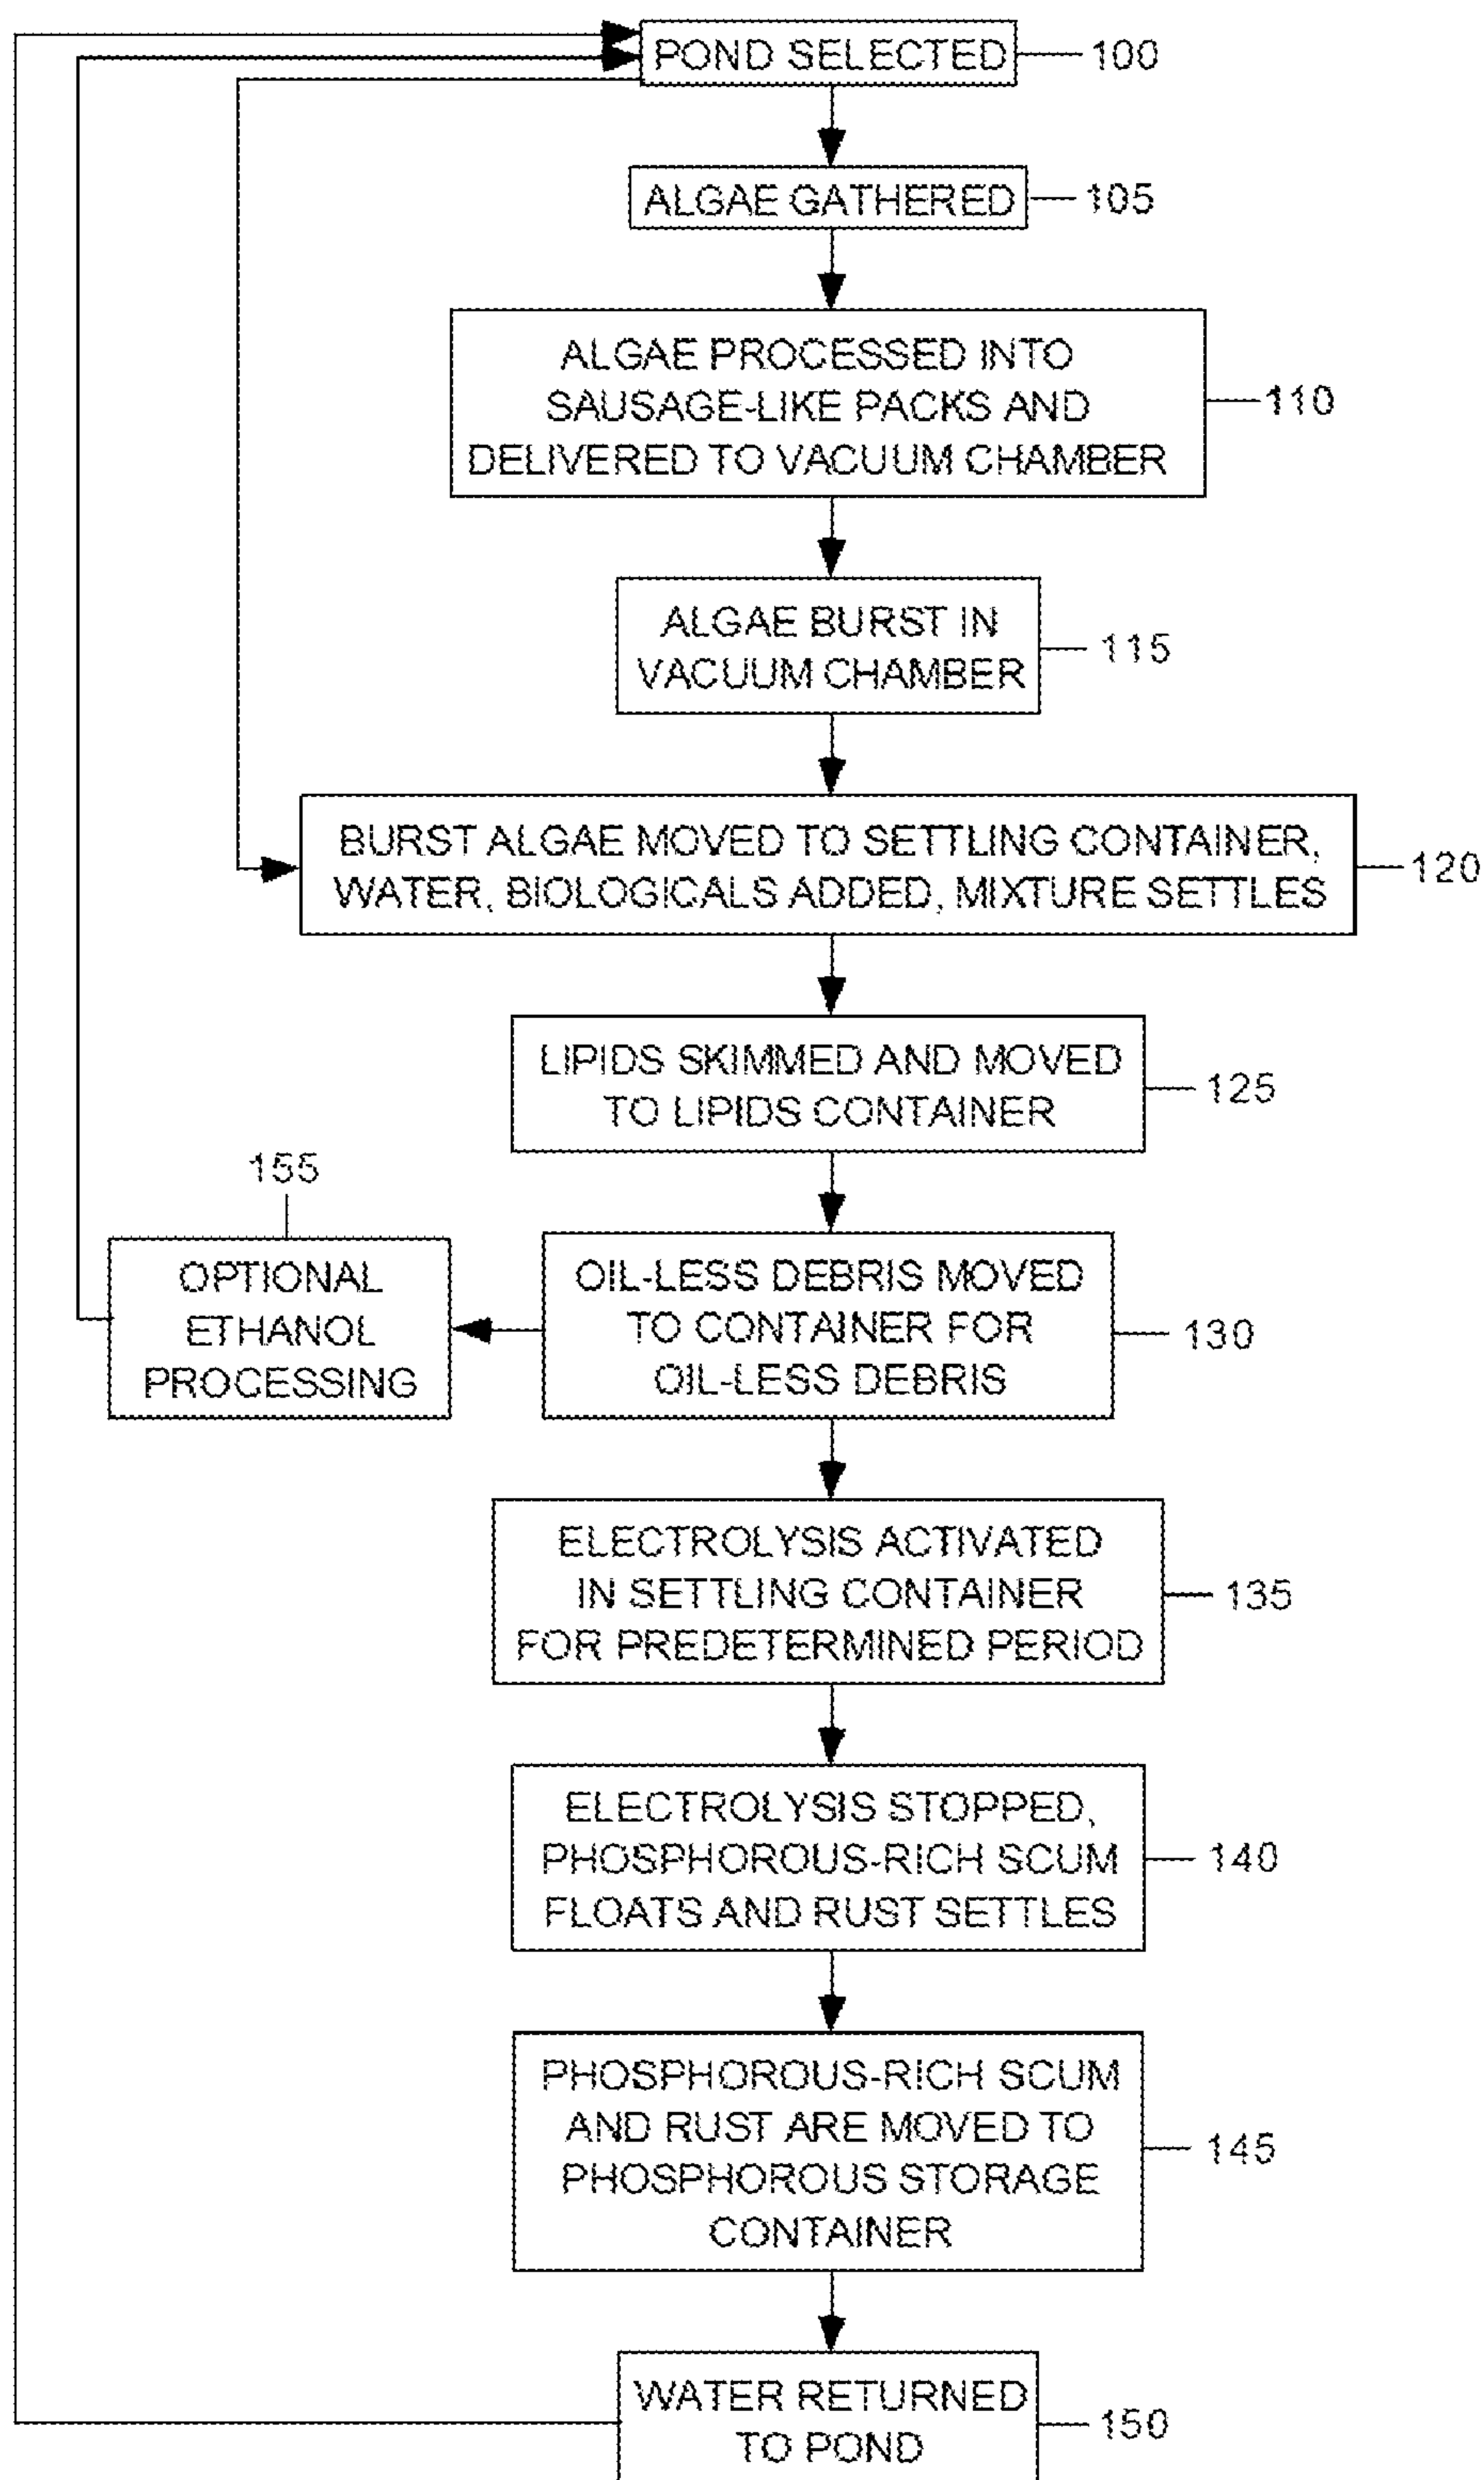 POND SELECTED
100
ALGAE GATHERED
105
ALGAE PROCESSED INTO
SAUSAGE-LIKE PACKS AND
DELIVERED TO VACUUM CHAMBER
110
ALGAE BURST IN
VACUUM CHAMBER
115
BURST ALGAE MOVED TO SETTLING CONTAINER,
WATER, BIOLOGICALS ADDED, MIXTURE SETTLES
120
LIPIDS SKIMMED AND MOVED
TO LIPIDS CONTAINER
125
155
OPTIONAL
ETHANOL
PROCESSING
OIL-LESS DEBRIS MOVED
TO CONTAINER FOR
OIL-LESS DEBRIS
130
ELECTROLYSIS ACTIVATED
IN SETTLING CONTAINER
FOR PREDETERMINED PERIOD
135
ELECTROLYSIS STOPPED,
PHOSPHOROUS-RICH SCUM
FLOATS AND RUST SETTLES
140
PHOSPHOROUS-RICH SCUM
AND RUST ARE MOVED TO
PHOSPHOROUS STORAGE
CONTAINER
145
WATER RETURNED
TO POND
150